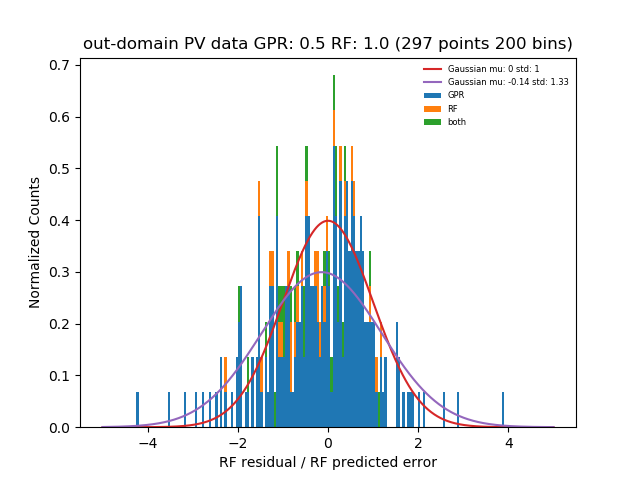 out-domain PV data GPR: 0.5 RF: 1.0 (297 points 200 bins)
Gaussian mu: 0 std: 1
Gaussian mu: -0.14 std: 1.33
GPR
RF
both
Normalized Counts
0.7
0.6
0.5
0.4
0.3
0.2
0.1
0.0
−4
−2
0
2
4
RF residual / RF predicted error